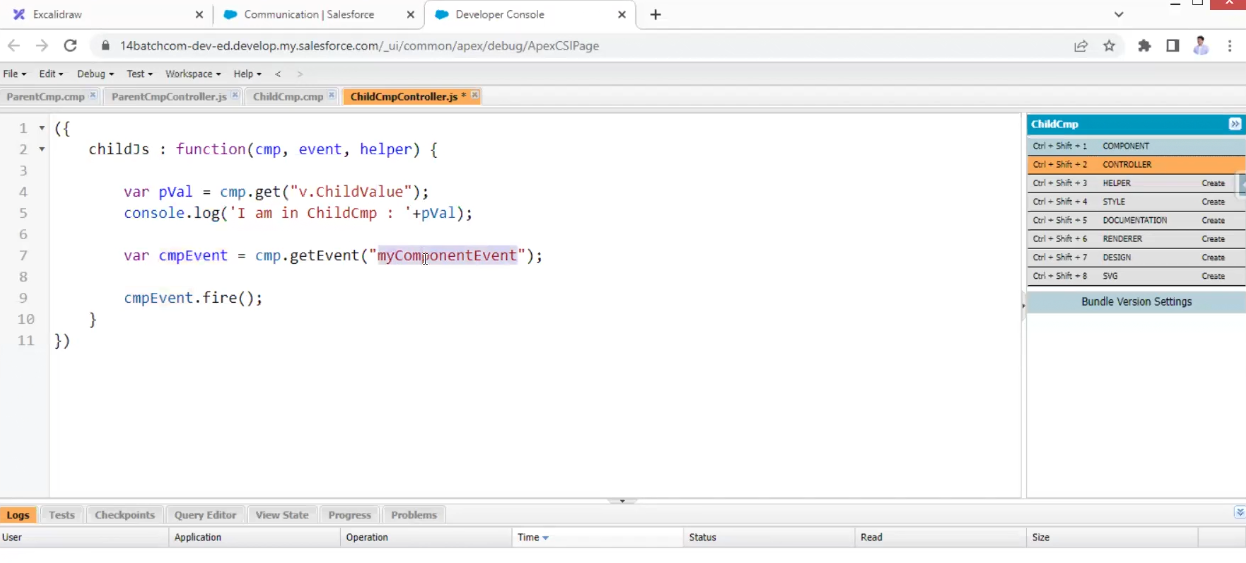 Excalidraw
Communication | Salesforce
Developer Console
14batchcom-dev-ed.develop.my.salesforce.com/_ui/common/apex/debug/ApexCSIPage
File Edit Debug Test Workspace Help < >
ParentCmp.cmp ParentCmpController.js ChildCmp.cmp ChildCmpController.js *
1 ({
2 childJs : function(cmp, event, helper) {
3
4 var pVal = cmp.get("v.ChildValue");
5 console.log('I am in ChildCmp : '+pVal);
6
7 var cmpEvent = cmp.getEvent("myComponentEvent");
8
9 cmpEvent.fire();
10 }
11 })
ChildCmp
Ctrl + Shift + 1 COMPONENT
Ctrl + Shift + 2 CONTROLLER
Ctrl + Shift + 3 HELPER Create
Ctrl + Shift + 4 STYLE Create
Ctrl + Shift + 5 DOCUMENTATION Create
Ctrl + Shift + 6 RENDERER Create
Ctrl + Shift + 7 DESIGN Create
Ctrl + Shift + 8 SVG Create
Bundle Version Settings
Logs Tests Checkpoints Query Editor View State Progress Problems
User Application Operation Time Status Read Size